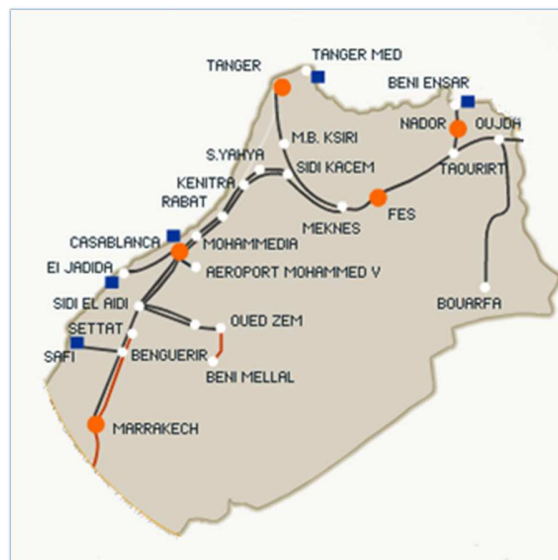 TANGER MED
TANGER
BENI ENSAR
NADOR
OUJDA
M.B. KSIRI
S.YAHYA
SIDI KACEM
TAOURIRT
KENITRA
RABAT
MEKNES
FES
CASABLANCA
MOHAMMEDIA
El JADIDA
AEROPORT MOHAMMED V
BOUARFA
SIDI EL AIDI
OUED ZEM
SETTAT
SAFI
BENGUERIR
BENI MELLAL
MARRAKECH